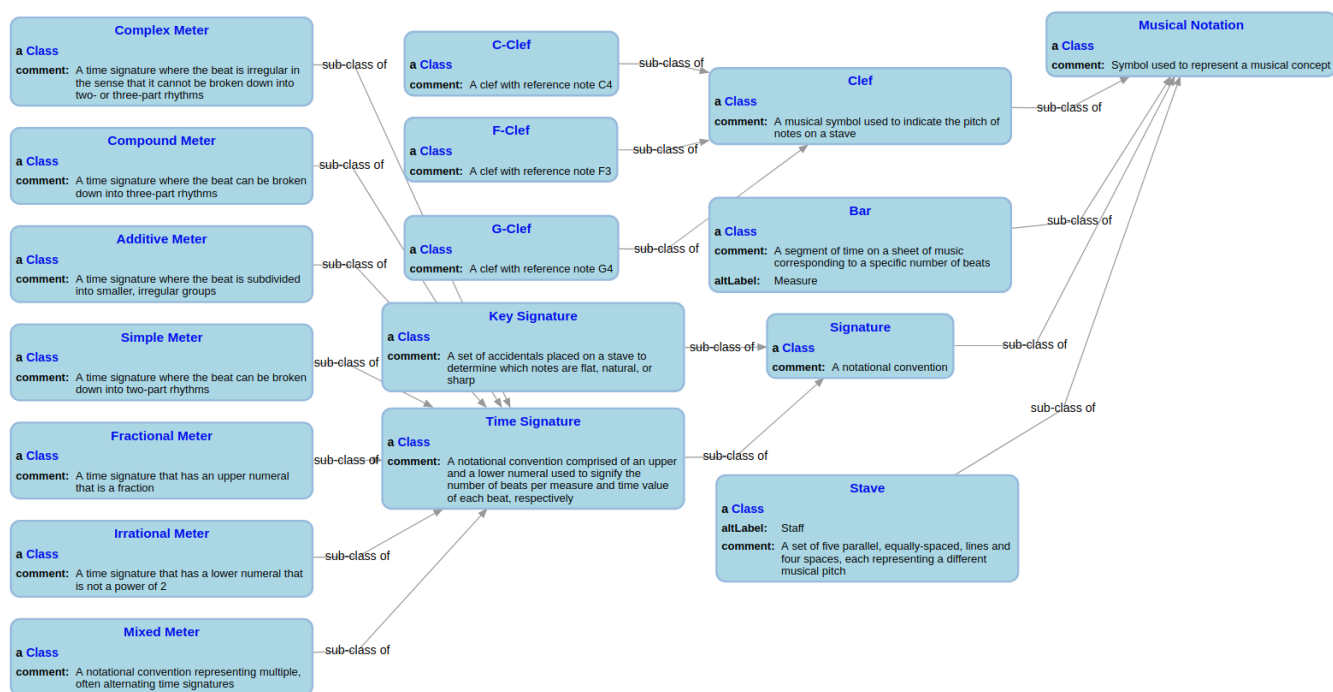 Complex Meter
a Class
comment: A time signature where the beat is irregular in
the sense that it cannot be broken down into
two- or three-part rhythms
sub-class of
Compound Meter
a Class
comment: A time signature where the beat can be broken
down into three-part rhythms
sub-class of
Additive Meter
a Class
comment: A time signature where the beat is subdivided
into smaller, irregular groups
sub-class of
Simple Meter
a Class
comment: A time signature where the beat can be broken
down into two-part rhythms
sub-class of
Fractional Meter
a Class
comment: A time signature that has an upper numeral
that is a fraction
sub-class of
Irrational Meter
a Class
comment: A time signature that has a lower numeral that
is not a power of 2
sub-class of
Mixed Meter
a Class
comment: A notational convention representing multiple,
often alternating time signatures
sub-class of
C-Clef
a Class
comment: A clef with reference note C4
sub-class of
F-Clef
a Class
comment: A clef with reference note F3
sub-class of
G-Clef
a Class
comment: A clef with reference note G4
sub-class of
Key Signature
a Class
comment: A set of accidentals placed on a stave to
determine which notes are flat, natural, or
sharp
sub-class of
Time Signature
a Class
comment: A notational convention comprised of an upper
and a lower numeral used to signify the
number of beats per measure and time value
of each beat, respectively
sub-class of
Clef
a Class
comment: A musical symbol used to indicate the pitch of
notes on a stave
sub-class of
Bar
a Class
comment: A segment of time on a sheet of music
corresponding to a specific number of beats
altLabel: Measure
sub-class of
Signature
a Class
comment: A notational convention
sub-class of
Stave
a Class
altLabel: Staff
comment: A set of five parallel, equally-spaced, lines and
four spaces, each representing a different
musical pitch
sub-class of
Musical Notation
a Class
comment: Symbol used to represent a musical concept